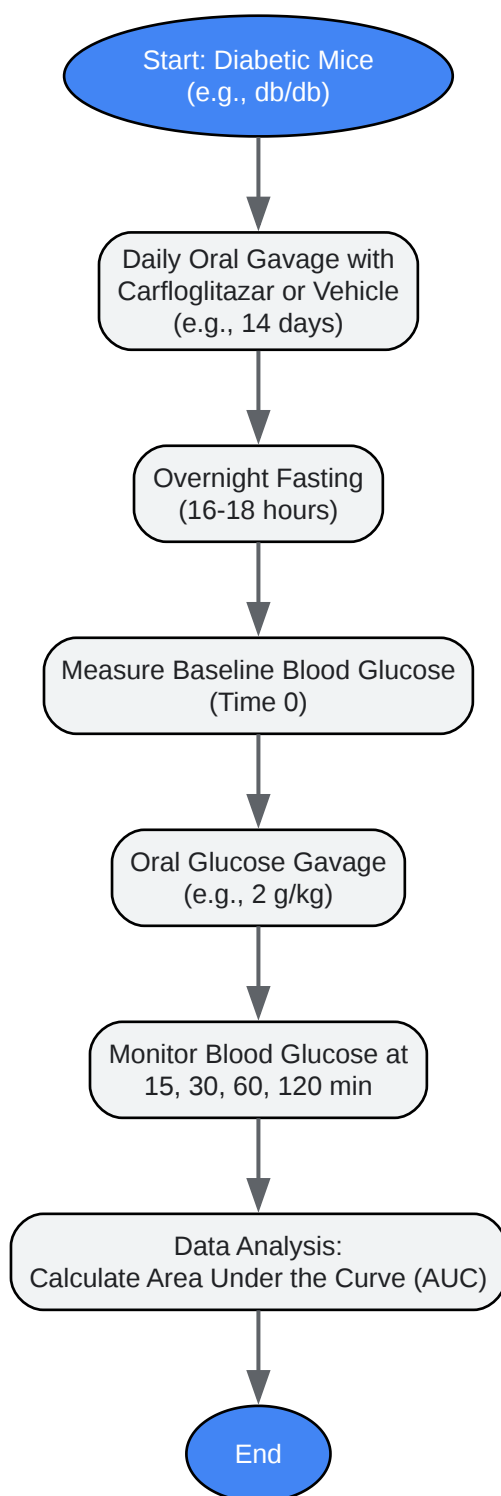 Start: Diabetic Mice
(e.g., db/db)
Daily Oral Gavage with
Carfloglitazar or Vehicle
(e.g., 14 days)
Overnight Fasting
(16-18 hours)
Measure Baseline Blood Glucose
(Time 0)
Oral Glucose Gavage
(e.g., 2 g/kg)
Monitor Blood Glucose at
15, 30, 60, 120 min
Data Analysis:
Calculate Area Under the Curve (AUC)
End